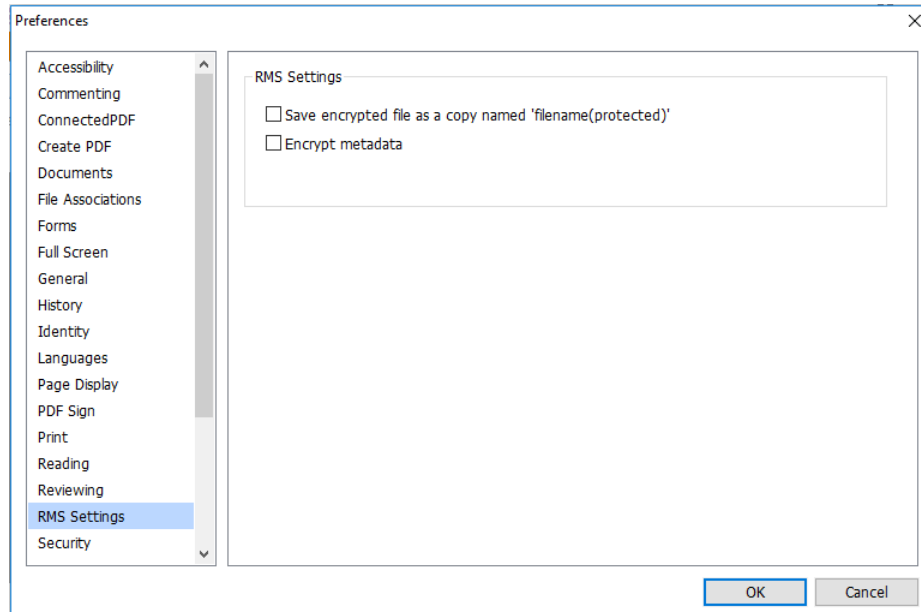 Preferences
Accessibility
Commenting
ConnectedPDF
Create PDF
Documents
File Associations
Forms
Full Screen
General
History
Identity
Languages
Page Display
PDF Sign
Print
Reading
Reviewing
RMS Settings
Security
RMS Settings
Save encrypted file as a copy named 'filename(protected)'
Encrypt metadata
OK
Cancel